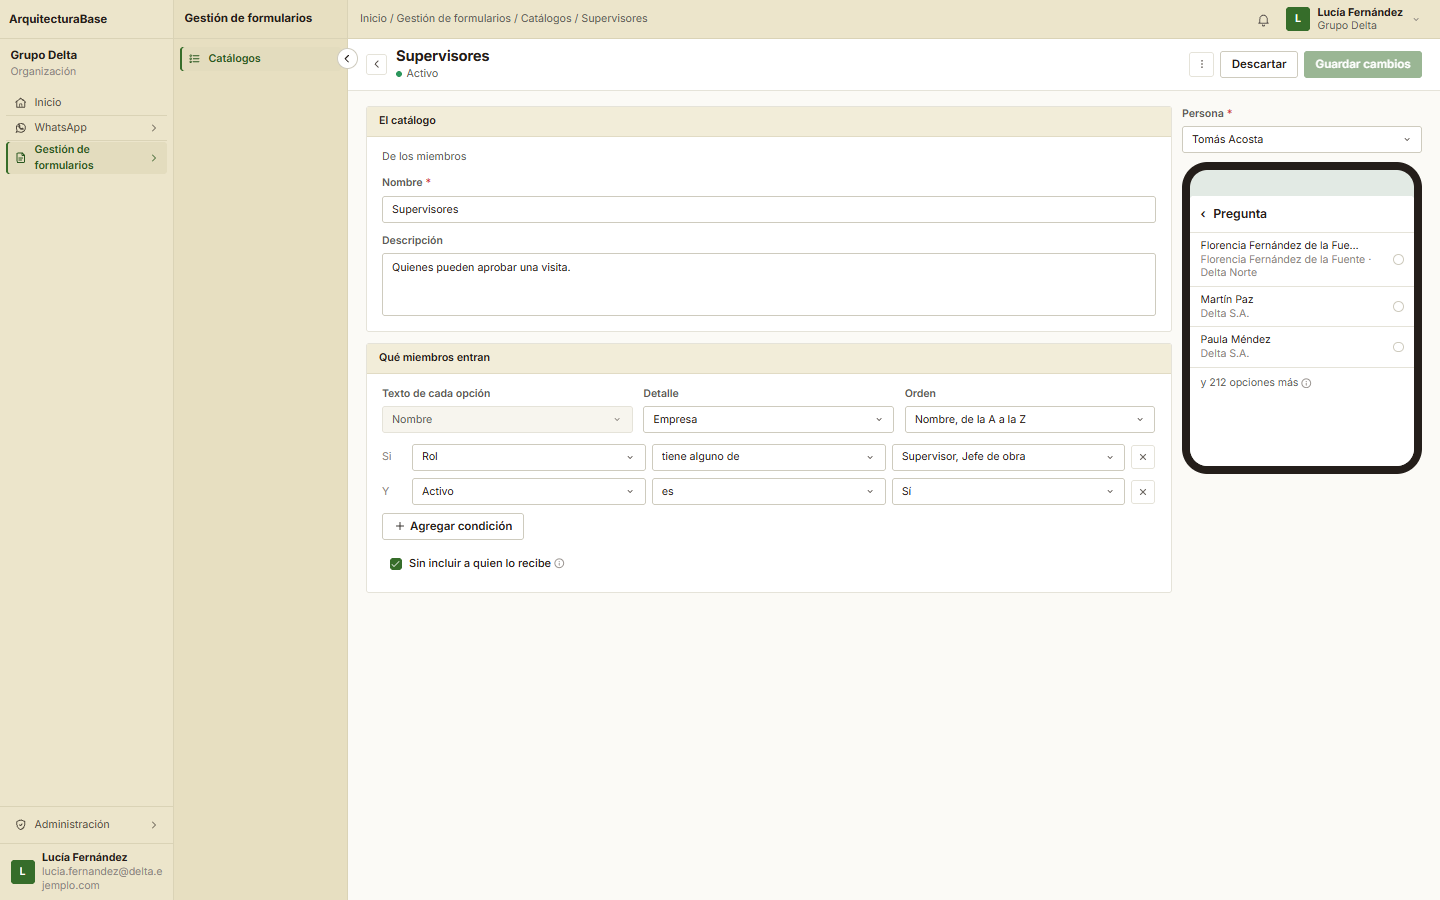 ArquitecturaBase
Grupo Delta
Organización
Inicio
WhatsApp
Gestión de
formularios
Administración
L
Lucía Fernández
lucia.fernandez@delta.e
jemplo.com
Gestión de formularios
Catálogos
Inicio / Gestión de formularios / Catálogos / Supervisores
L
Lucía Fernández
Grupo Delta
Supervisores
Activo
Descartar
Guardar cambios
El catálogo
De los miembros
Nombre *
Supervisores
Descripción
Quienes pueden aprobar una visita.
Qué miembros entran
Texto de cada opción
Detalle
Orden
Nombre
Empresa
Nombre, de la A a la Z
Si
Rol
tiene alguno de
Supervisor, Jefe de obra
Y
Activo
es
Sí
Agregar condición
Sin incluir a quien lo recibe
Persona *
Tomás Acosta
Pregunta
Florencia Fernández de la Fue...
Florencia Fernández de la Fuente ·
Delta Norte
Martín Paz
Delta S.A.
Paula Méndez
Delta S.A.
y 212 opciones más